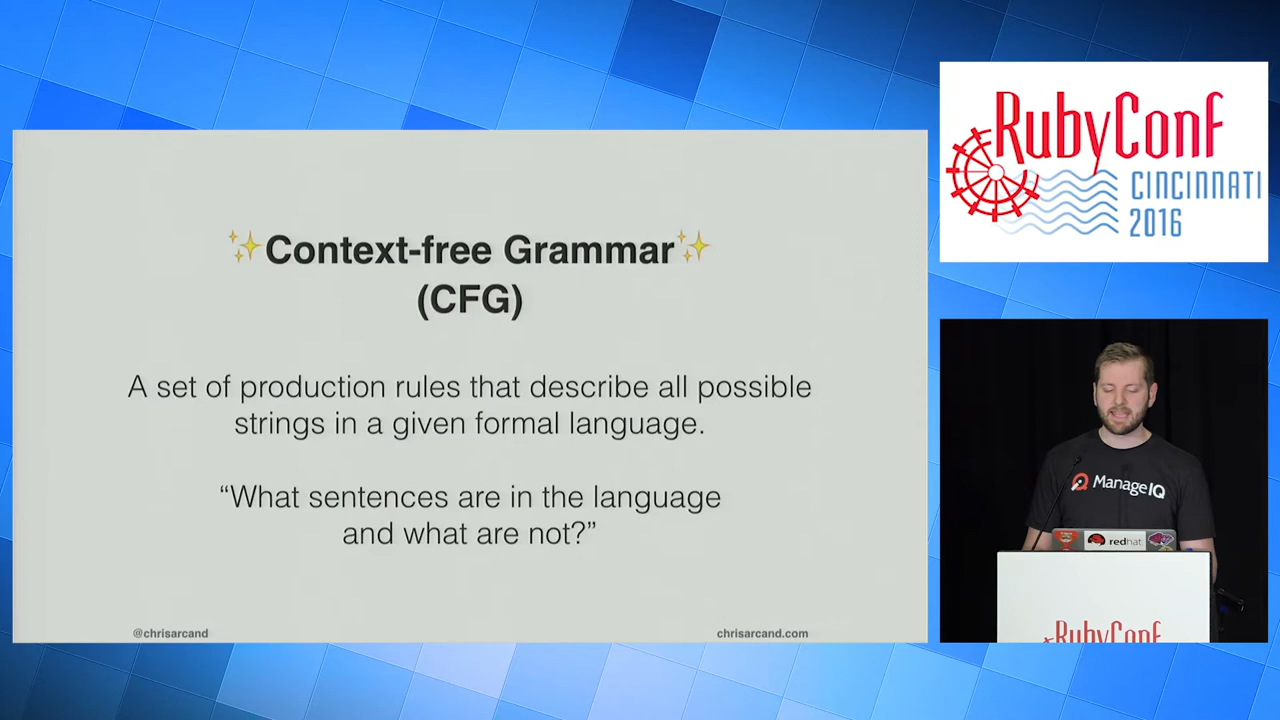 ✨Context-free Grammar✨
(CFG)
A set of production rules that describe all possible
strings in a given formal language.
“What sentences are in the language
and what are not?”
@chrisarcand
chrisarcand.com
RubyConf
CINCINNATI
2016
ManageIQ
redhat
RubyConf